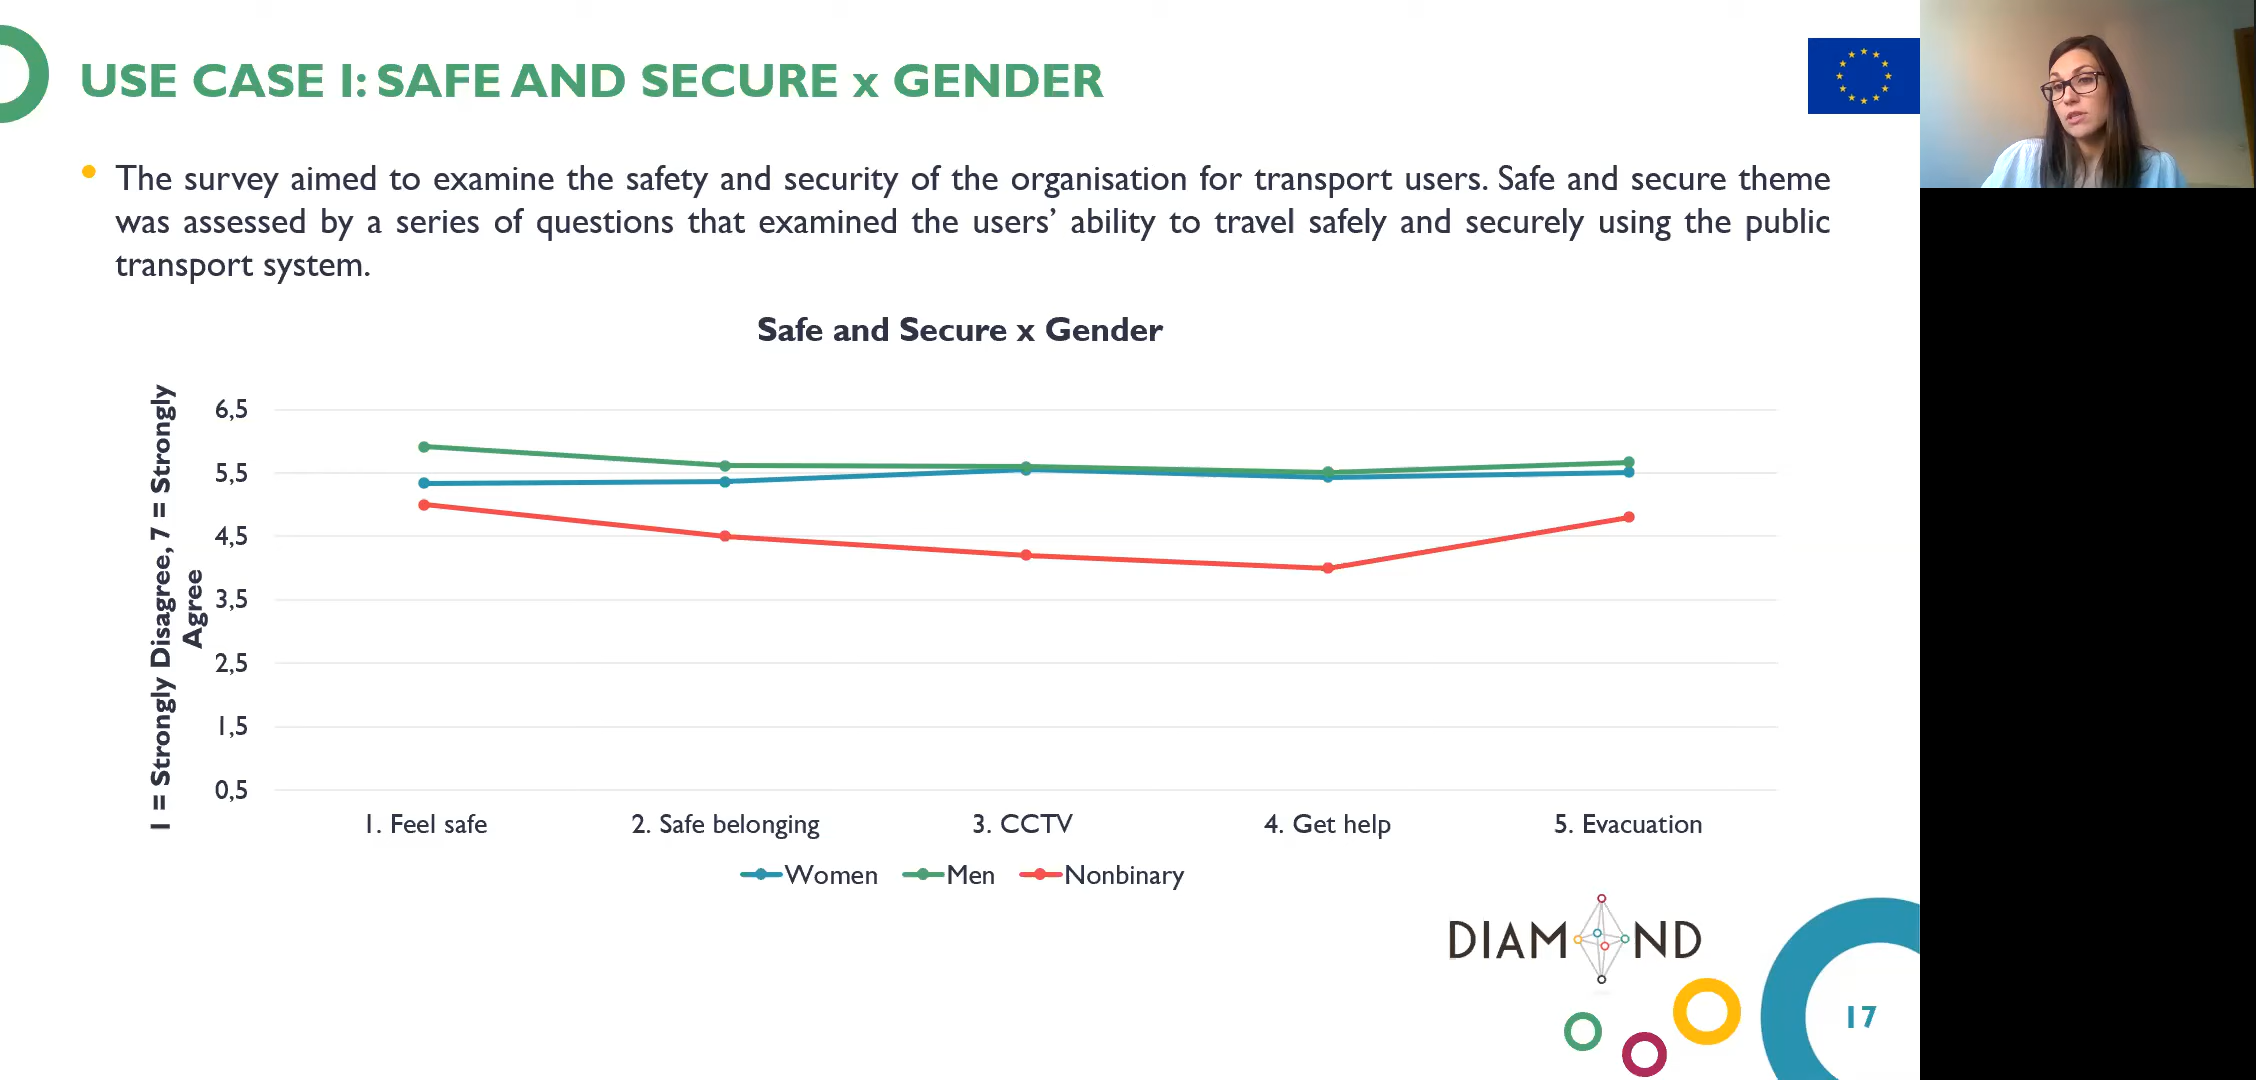 USE CASE I: SAFE AND SECURE x GENDER
The survey aimed to examine the safety and security of the organisation for transport users. Safe and secure theme
was assessed by a series of questions that examined the users’ ability to travel safely and securely using the public
transport system.
Safe and Secure x Gender
1 = Strongly Disagree, 7 = Strongly
Agree
6,5
5,5
4,5
3,5
2,5
1,5
0,5
1. Feel safe
2. Safe belonging
3. CCTV
4. Get help
5. Evacuation
Women
Men
Nonbinary
DIAMOND
17